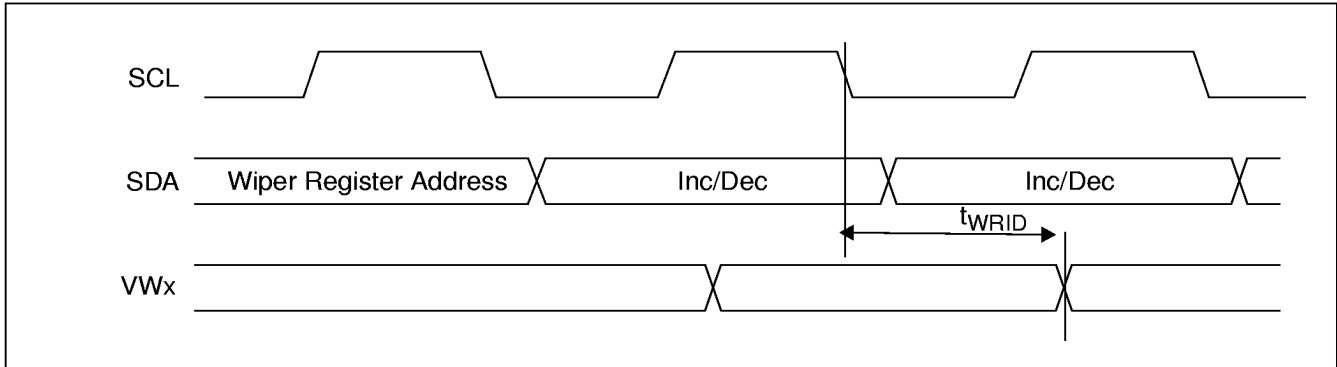 SCL
SDA Wiper Register Address Inc/Dec Inc/Dec
tWRID
VWx